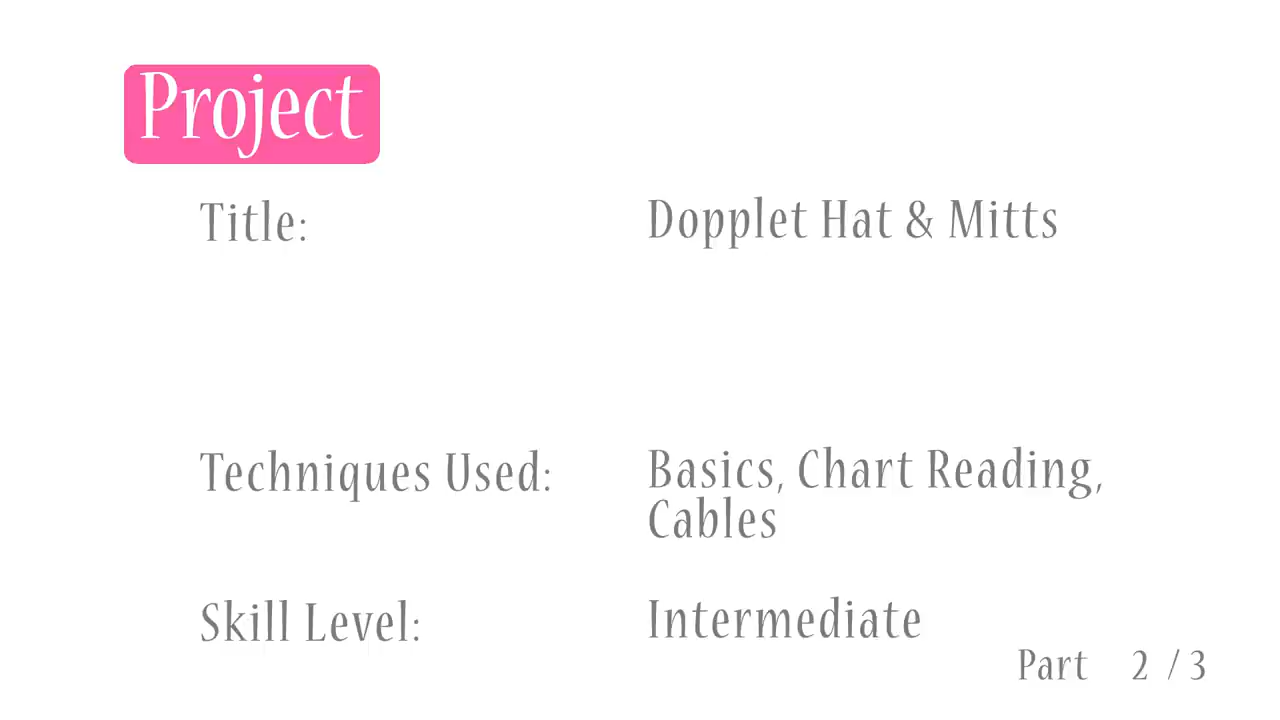 Project
Title: Dopplet Hat & Mitts
Techniques Used: Basics, Chart Reading,
Cables
Skill Level: Intermediate
Part 2 / 3